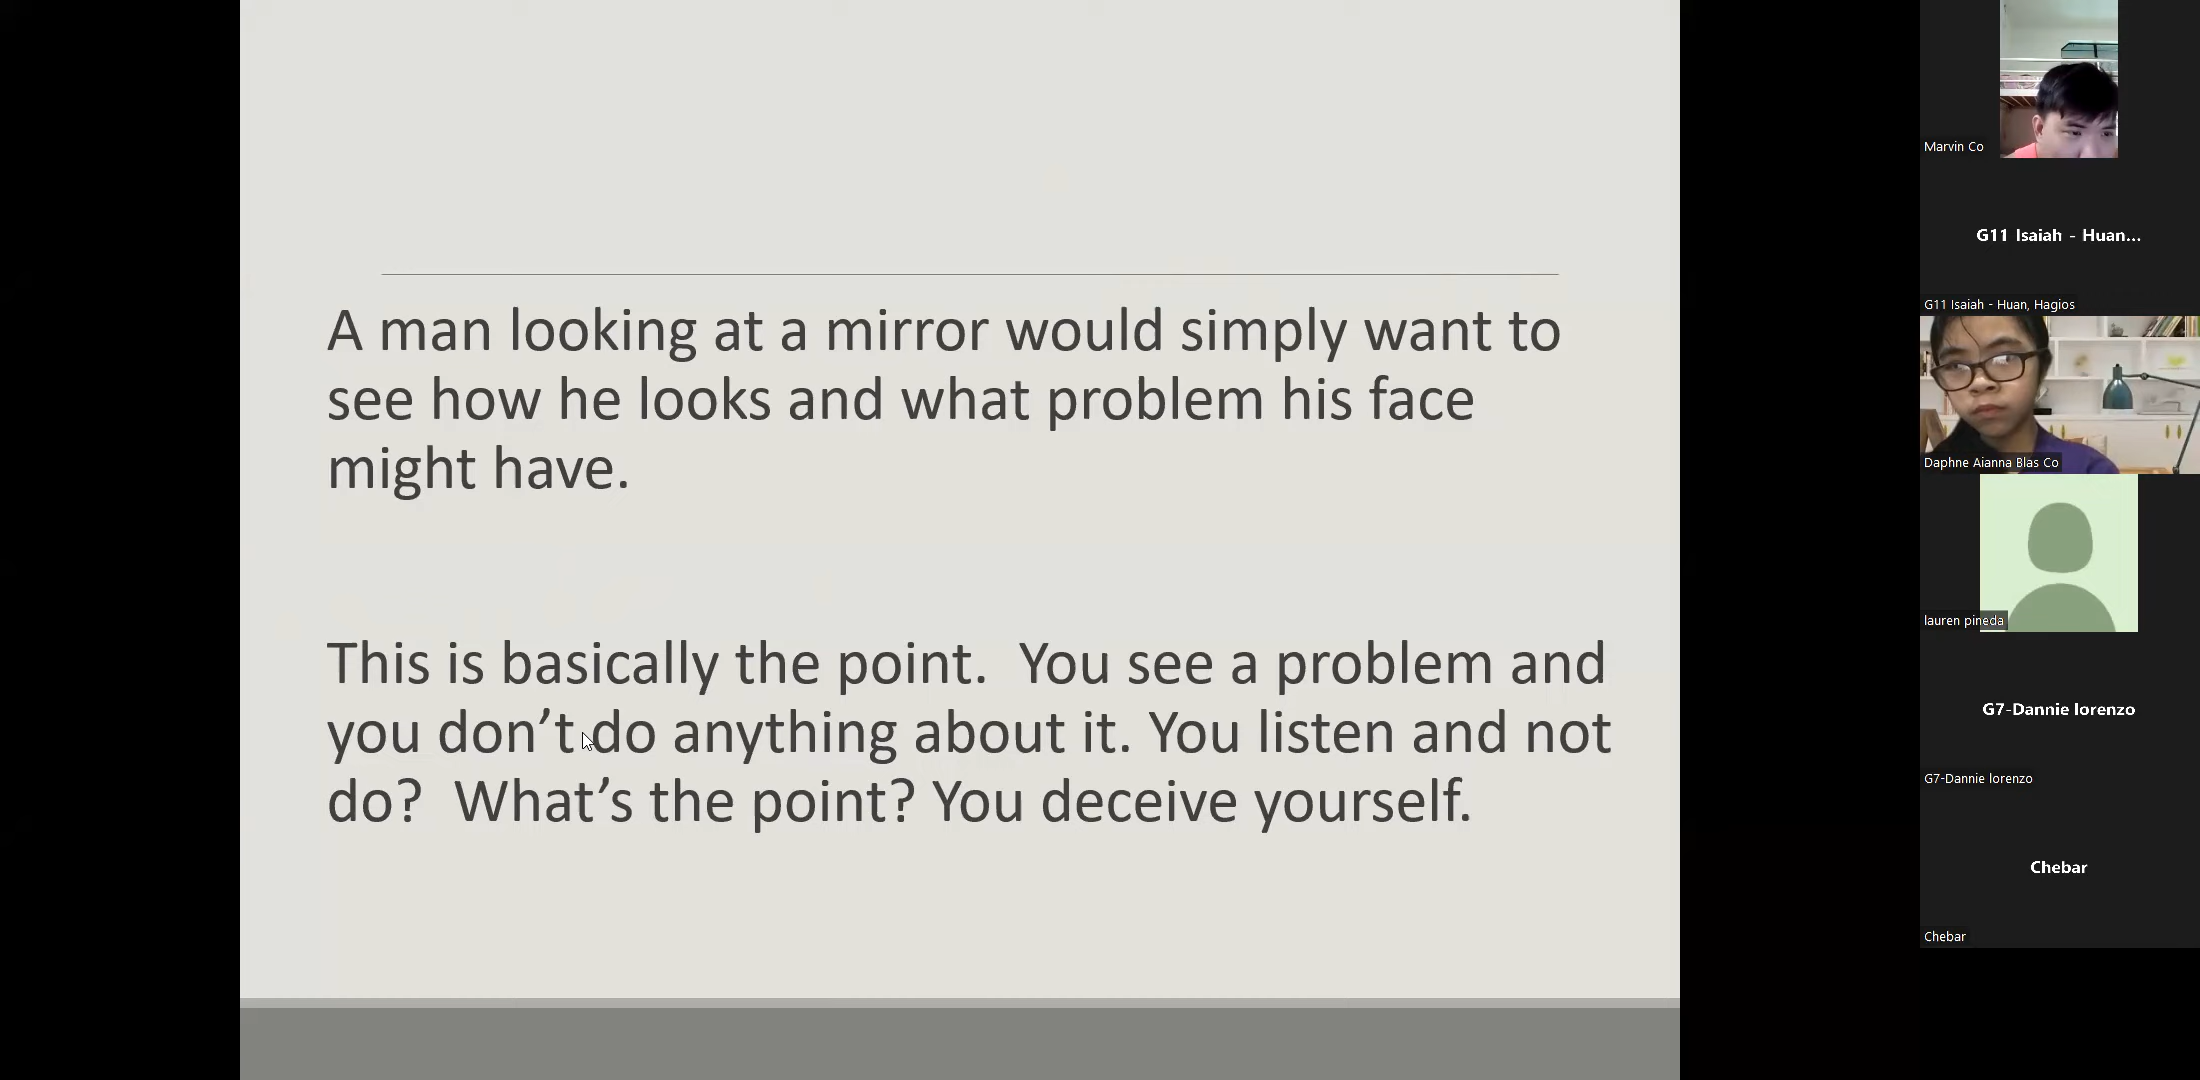 A man looking at a mirror would simply want to
see how he looks and what problem his face
might have.
This is basically the point.  You see a problem and
you don’t do anything about it. You listen and not
do?  What’s the point? You deceive yourself.
Marvin Co
G11 Isaiah - Huan...
G11 Isaiah - Huan, Hagios
Daphne Aianna Blas Co
lauren pineda
G7-Dannie lorenzo
G7-Dannie lorenzo
Chebar
Chebar